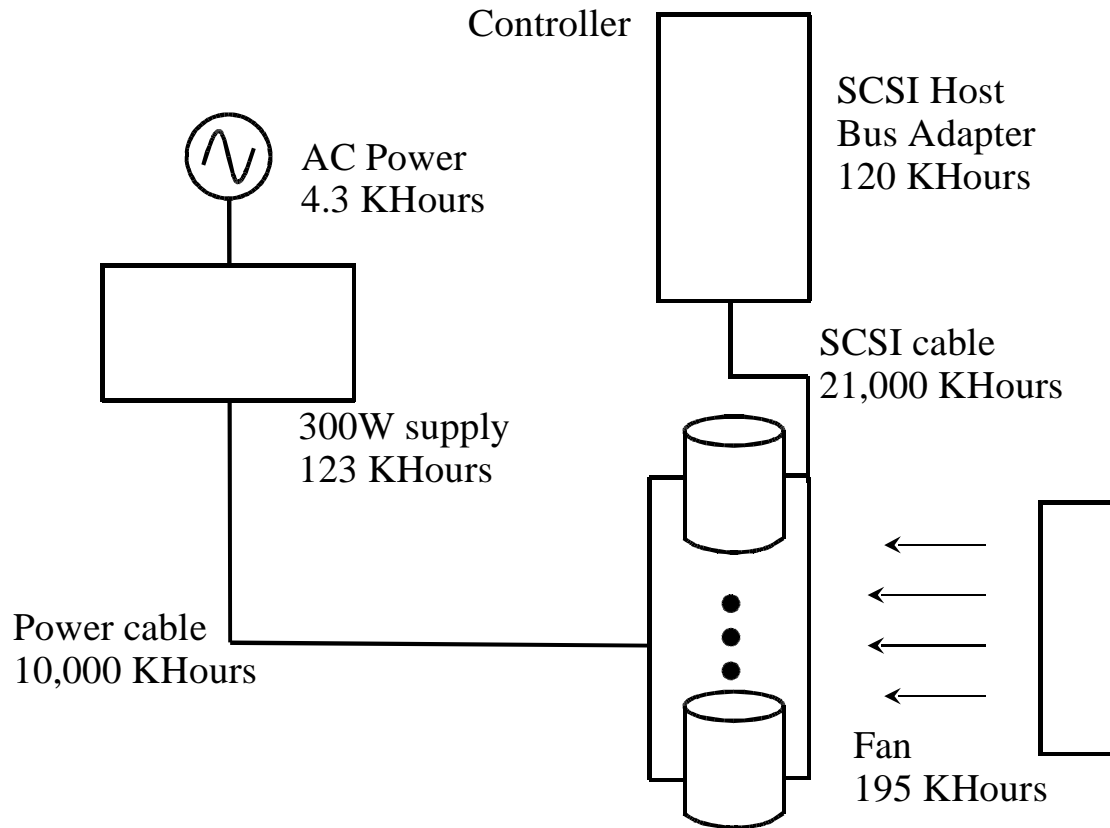 Controller
SCSI Host
Bus Adapter
120 KHours
AC Power
4.3 KHours
SCSI cable
21,000 KHours
300W supply
123 KHours
Power cable
10,000 KHours
Fan
195 KHours